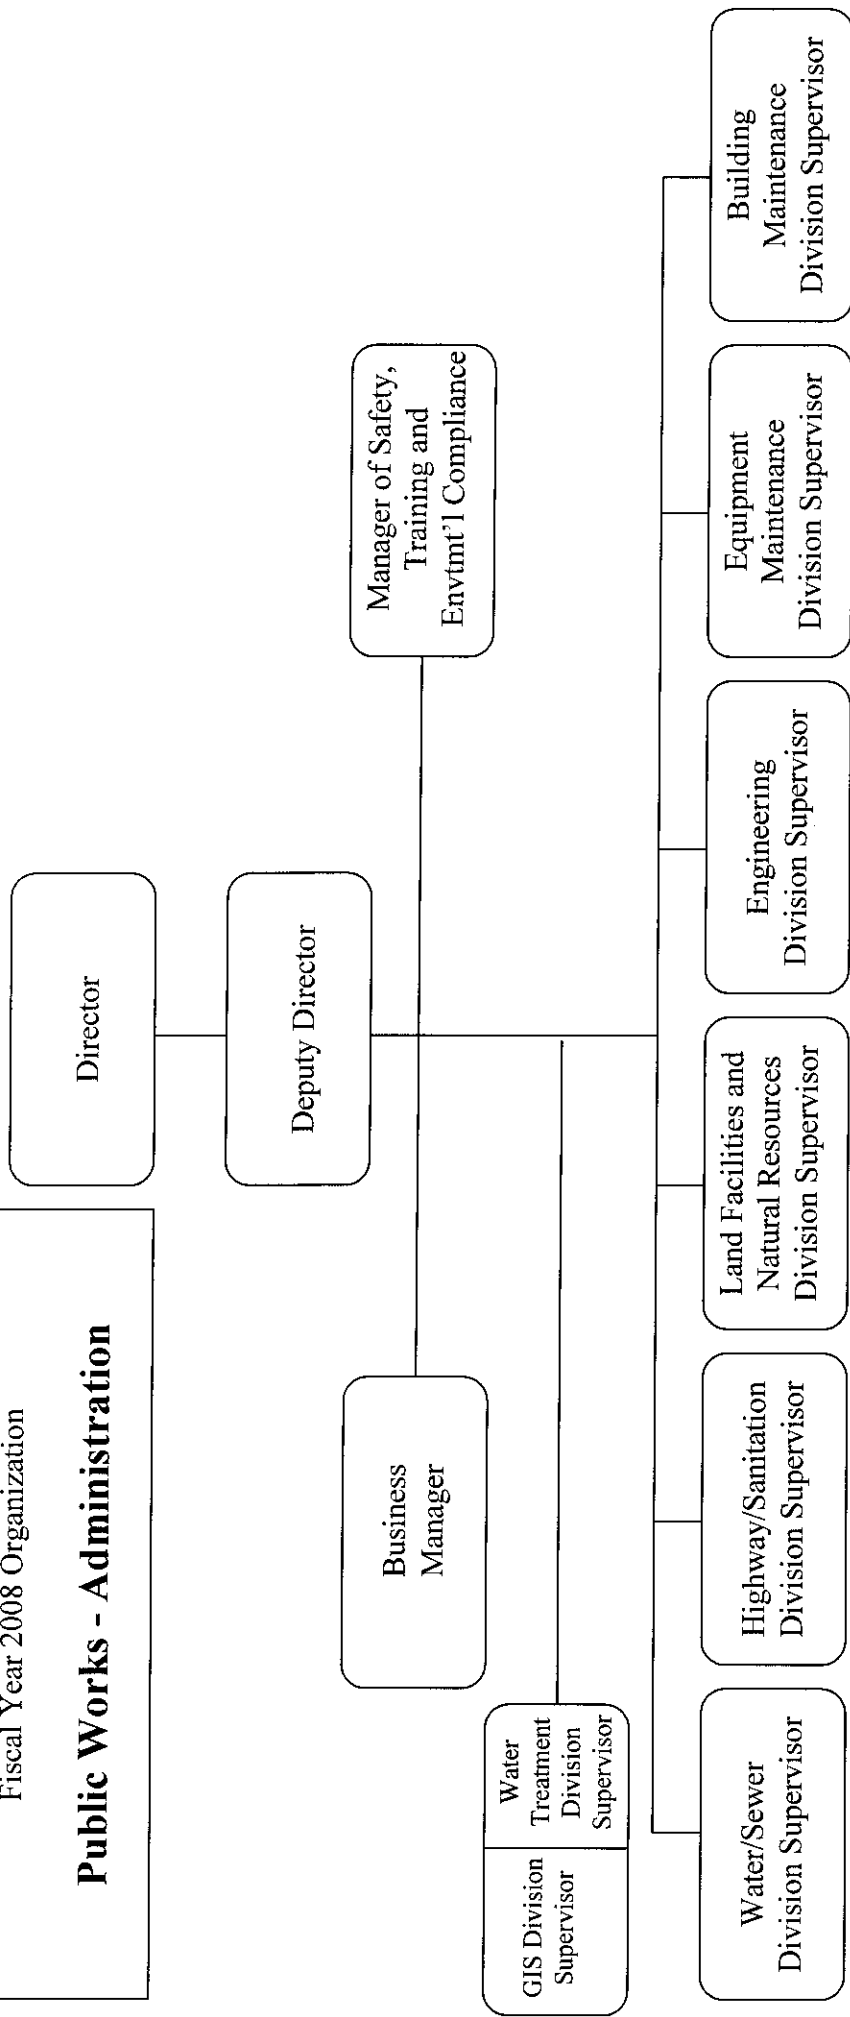 Fiscal Year 2008 Organization
Public Works - Administration
Director
Deputy Director
Business
Manager
Manager of Safety,
Training and
Envtmt'l Compliance
GIS Division
Supervisor
Water
Treatment
Division
Supervisor
Water/Sewer
Division Supervisor
Highway/Sanitation
Division Supervisor
Land Facilities and
Natural Resources
Division Supervisor
Engineering
Division Supervisor
Equipment
Maintenance
Division Supervisor
Building
Maintenance
Division Supervisor